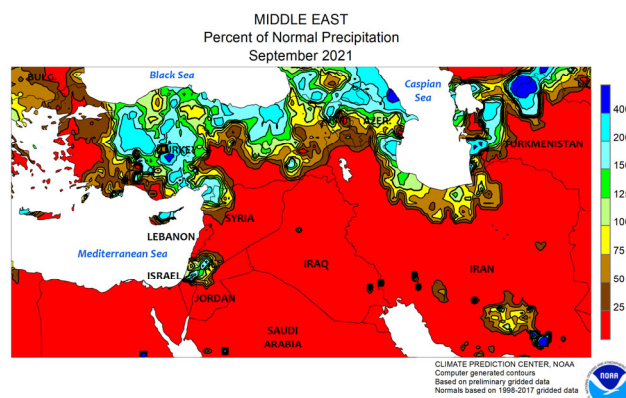 MIDDLE EAST
Percent of Normal Precipitation
September 2021
BULG.
Black Sea
Caspian
Sea
AZER.
TURKEY
TURKMENISTAN
SYRIA
LEBANON
Mediterranean Sea
ISRAEL
IRAQ
IRAN
JORDAN
SAUDI
ARABIA
400
200
150
125
100
75
50
25
CLIMATE PREDICTION CENTER, NOAA
Computer generated contours
Based on preliminary gridded data
Normals based on 1998-2017 gridded data
NOAA